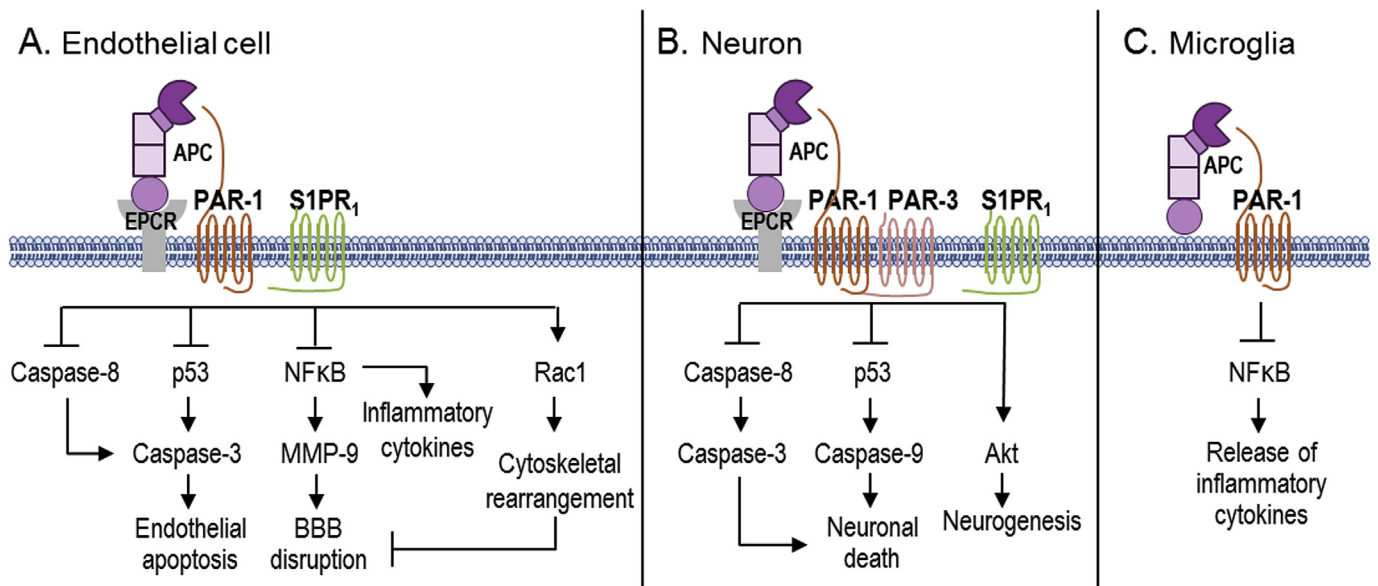 A. Endothelial cell
APC
EPCR
PAR-1
S1PR1
Caspase-8
p53
NFκB
Rac1
Inflammatory
cytokines
Caspase-3
MMP-9
Cytoskeletal
rearrangement
Endothelial
apoptosis
BBB
disruption
B. Neuron
APC
EPCR
PAR-1
PAR-3
S1PR1
Caspase-8
p53
Caspase-3
Caspase-9
Akt
Neuronal
death
Neurogenesis
C. Microglia
APC
PAR-1
NFκB
Release of
inflammatory
cytokines